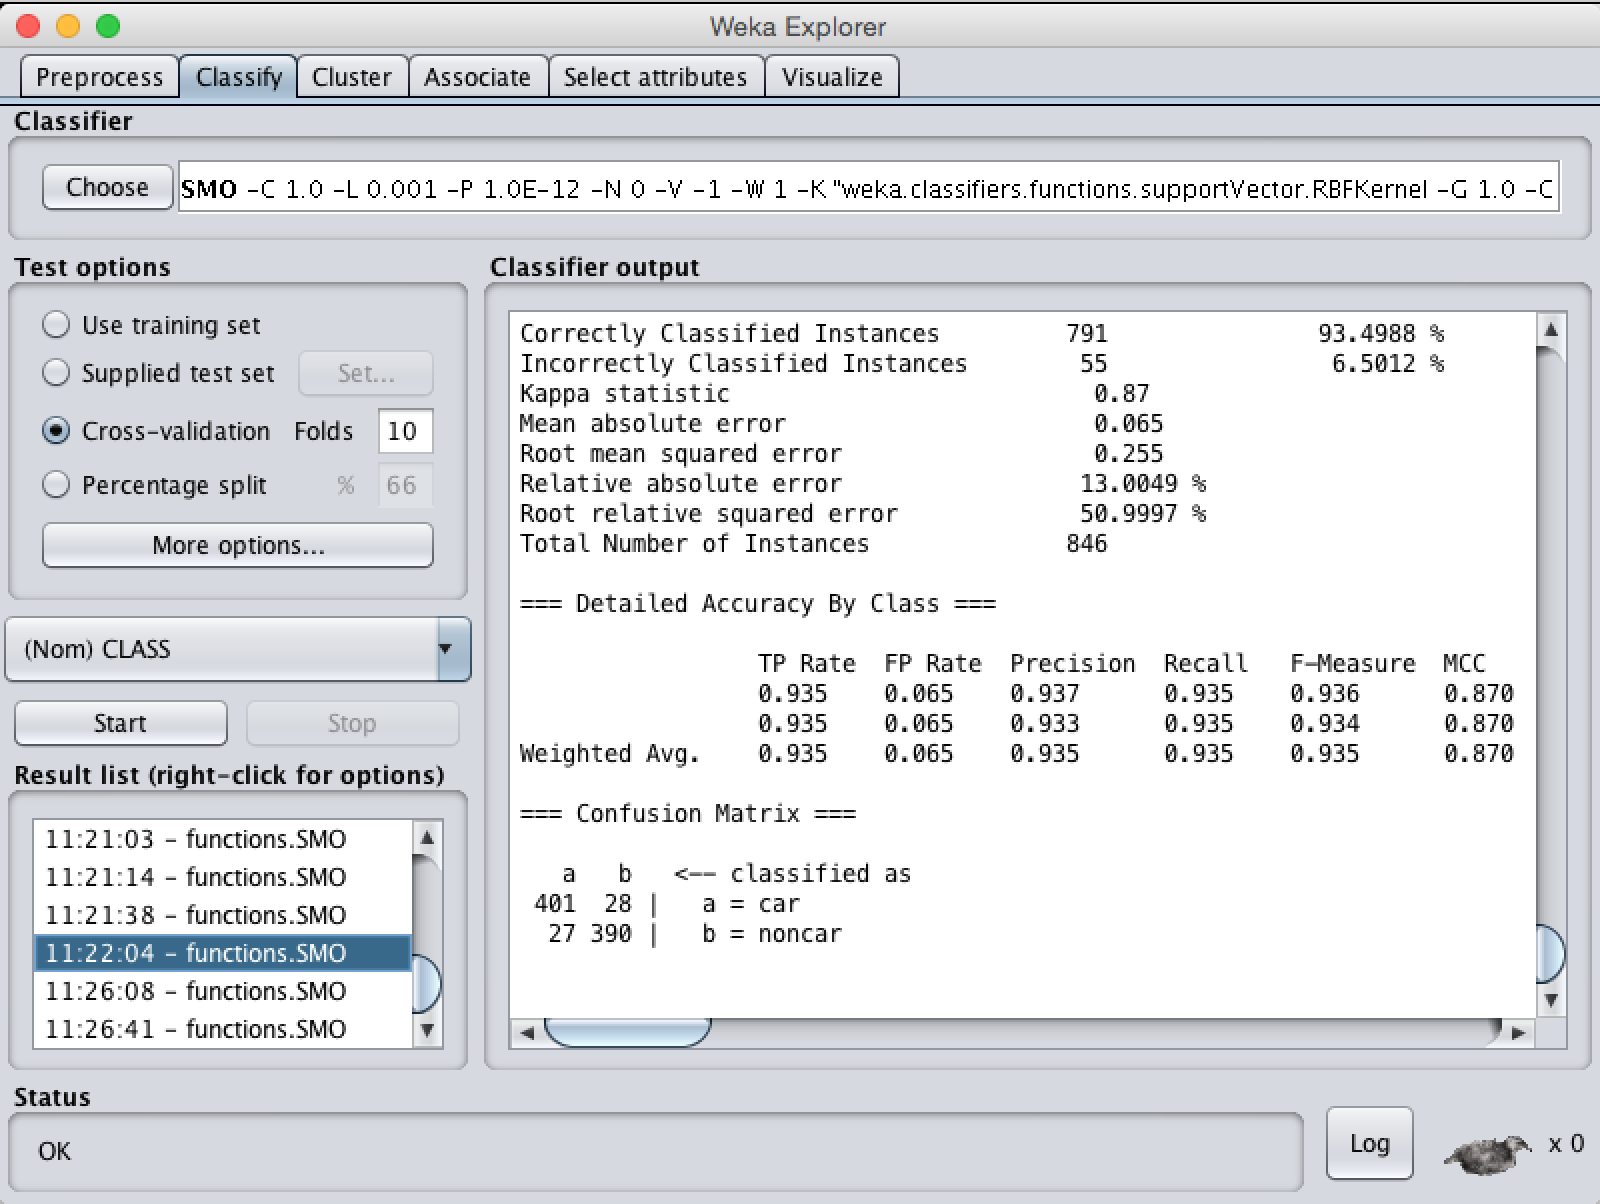 Weka Explorer
Preprocess Classify Cluster Associate Select attributes Visualize
Classifier
Choose SMO -C 1.0 -L 0.001 -P 1.0E-12 -N 0 -V -1 -W 1 -K "weka.classifiers.functions.supportVector.RBFKernel -G 1.0 -C
Test options
Use training set
Supplied test set Set...
Cross-validation Folds 10
Percentage split % 66
More options...
(Nom) CLASS
Start Stop
Result list (right-click for options)
11:21:03 - functions.SMO
11:21:14 - functions.SMO
11:21:38 - functions.SMO
11:22:04 - functions.SMO
11:26:08 - functions.SMO
11:26:41 - functions.SMO
Classifier output
Correctly Classified Instances 791 93.4988 %
Incorrectly Classified Instances 55 6.5012 %
Kappa statistic 0.87
Mean absolute error 0.065
Root mean squared error 0.255
Relative absolute error 13.0049 %
Root relative squared error 50.9997 %
Total Number of Instances 846
=== Detailed Accuracy By Class ===
TP Rate FP Rate Precision Recall F-Measure MCC
0.935 0.065 0.937 0.935 0.936 0.870
0.935 0.065 0.933 0.935 0.934 0.870
Weighted Avg. 0.935 0.065 0.935 0.935 0.935 0.870
=== Confusion Matrix ===
a b <-- classified as
401 28 | a = car
27 390 | b = noncar
Status
OK
Log x 0